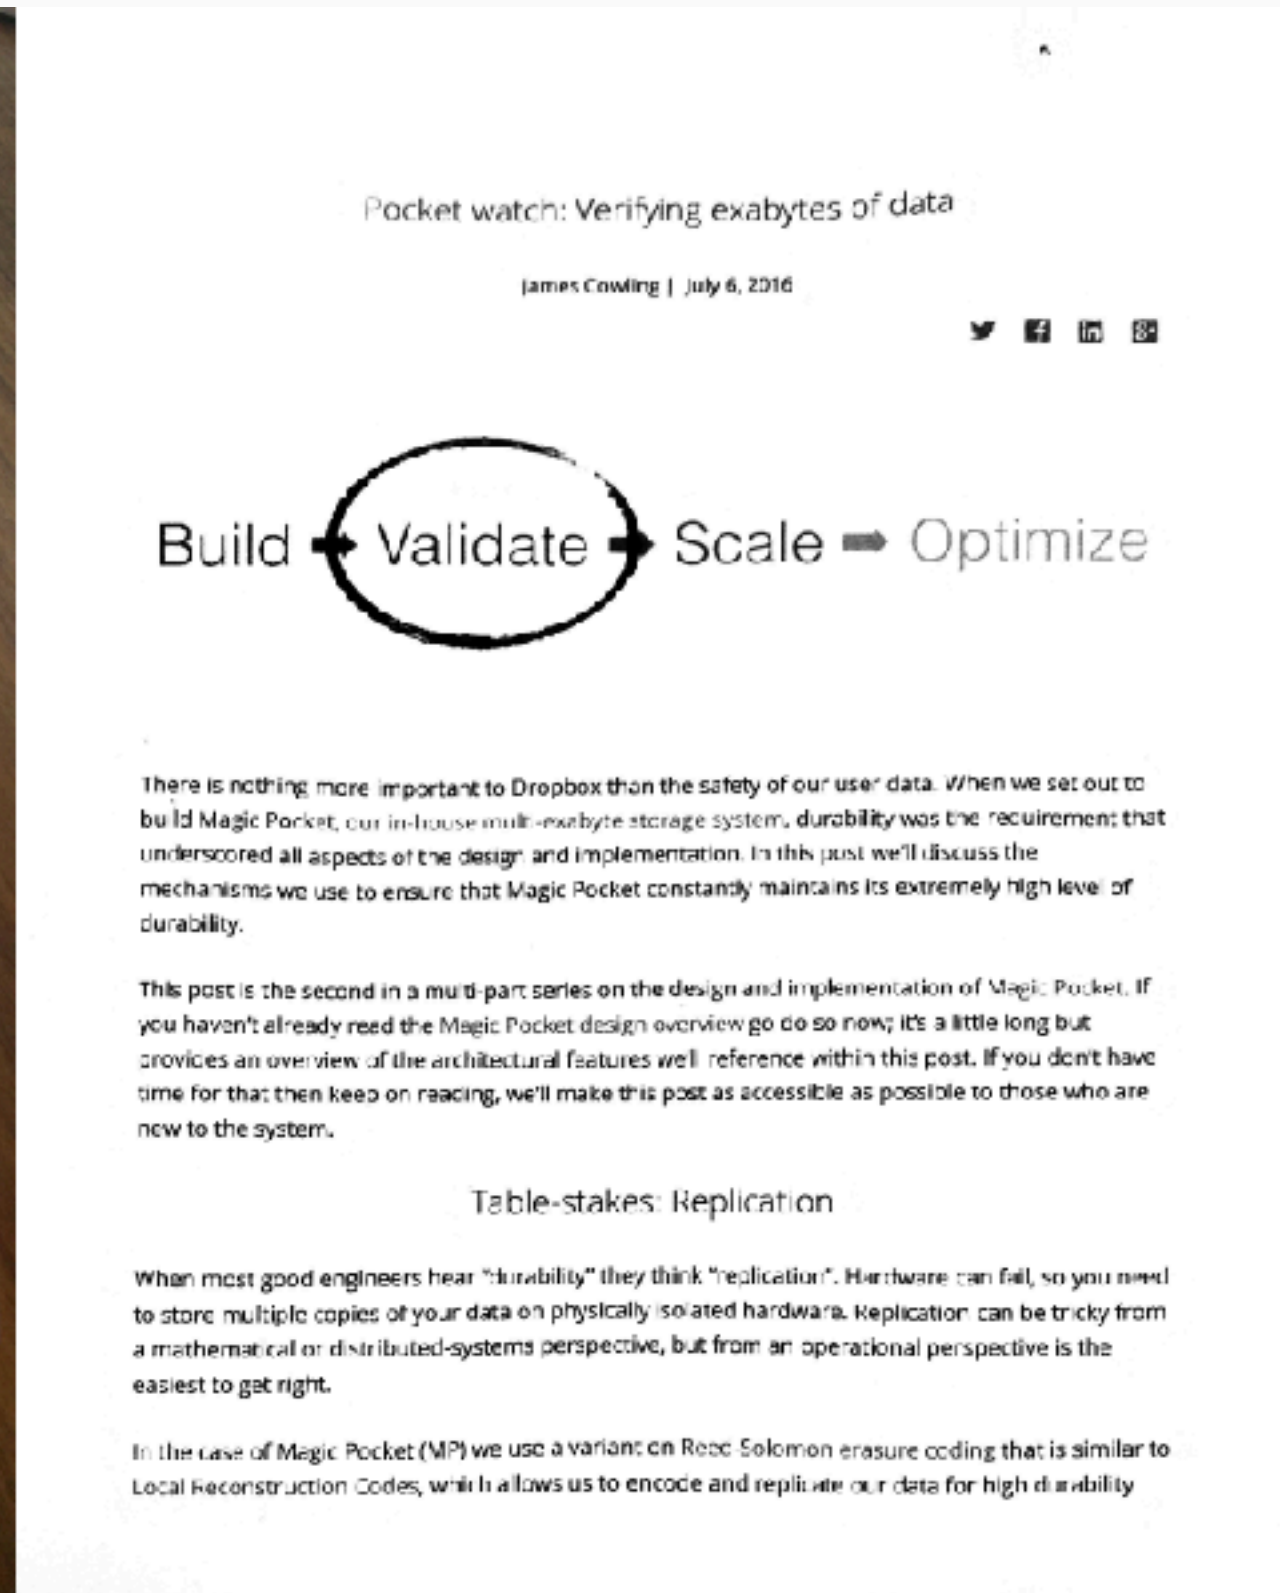 Pocket watch: Verifying exabytes of data
James Cowling | July 6, 2016
Build Validate Scale Optimize
There is nothing more important to Dropbox than the safety of our user data. When we set out to
build Magic Pocket, our in-house multi-exabyte storage system, durability was the requirement that
underscored all aspects of the design and implementation. In this post we'll discuss the
mechanisms we use to ensure that Magic Pocket constantly maintains its extremely high level of
durability.
This post is the second in a multi-part series on the design and implementation of Magic Pocket. If
you haven't already read the Magic Pocket design overview go do so now; it's a little long but
provides an overview of the architectural features we'll reference within this post. If you don't have
time for that then keep on reading, we'll make this post as accessible as possible to those who are
new to the system.
Table-stakes: Replication
When most good engineers hear "durability" they think "replication". Hardware can fail, so you need
to store multiple copies of your data on physically isolated hardware. Replication can be tricky from
a mathematical or distributed-systems perspective, but from an operational perspective is the
easiest to get right.
In the case of Magic Pocket (MP) we use a variant on Reed-Solomon erasure coding that is similar to
Local Reconstruction Codes, which allows us to encode and replicate our data for high durability